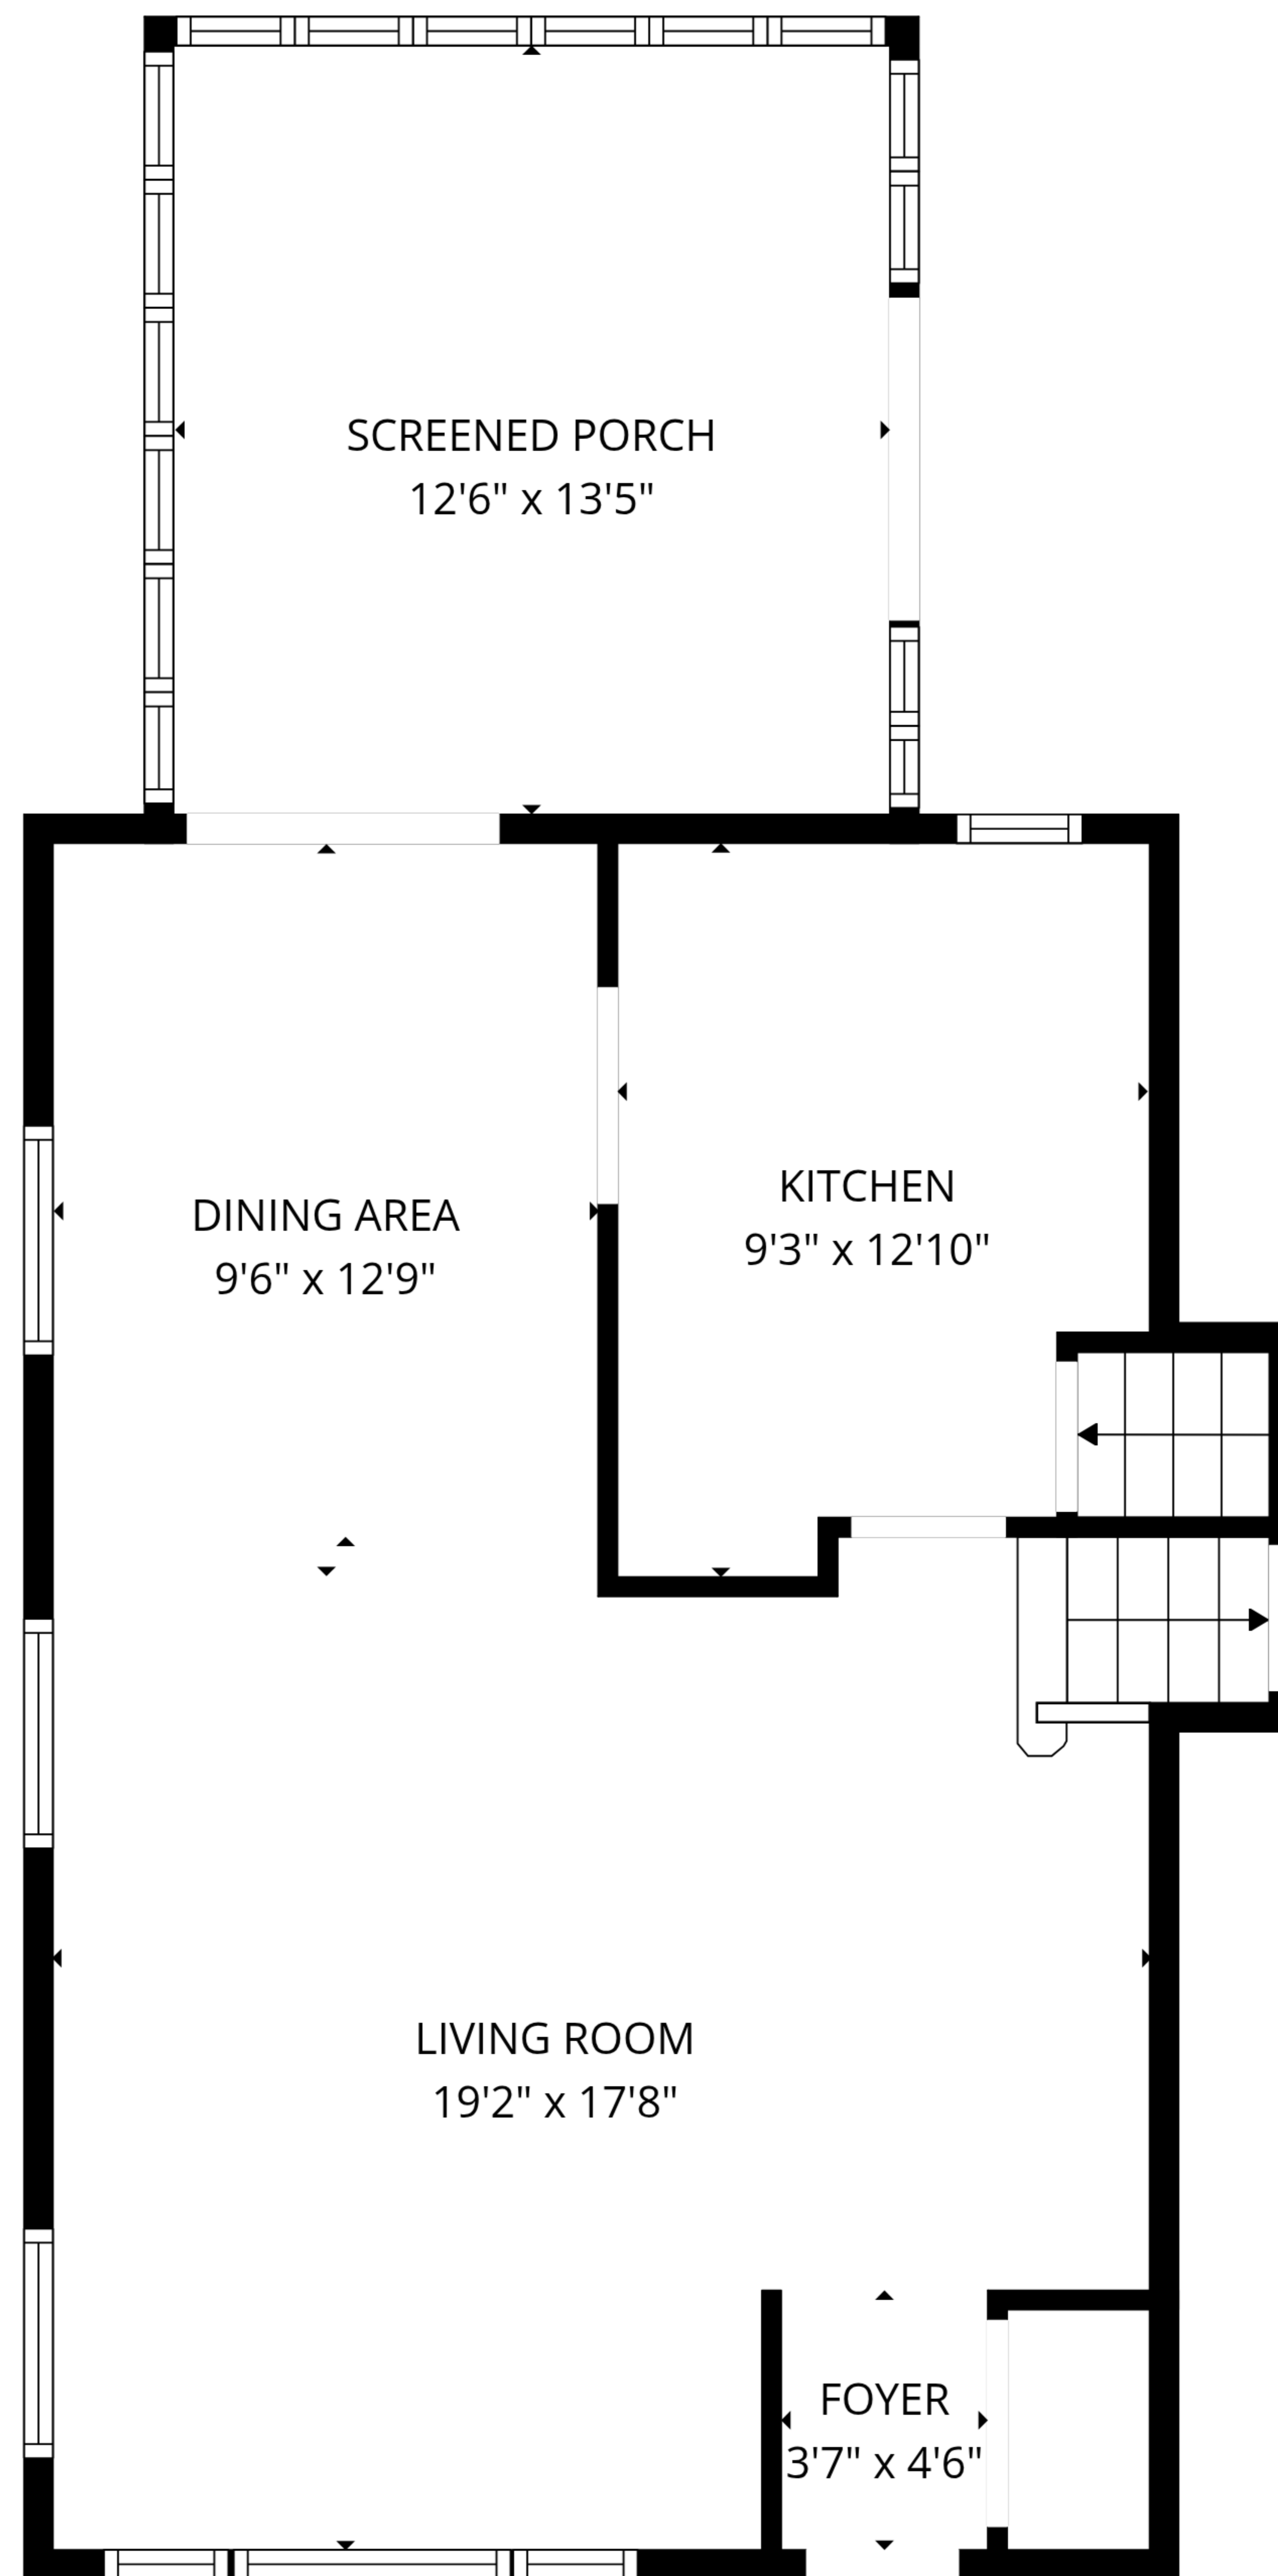 SCREENED PORCH
12'6" x 13'5"
KITCHEN
9'3" x 12'10"
DINING AREA
9'6" x 12'9"
LIVING ROOM
19'2" x 17'8"
FOYER
3'7" x 4'6"